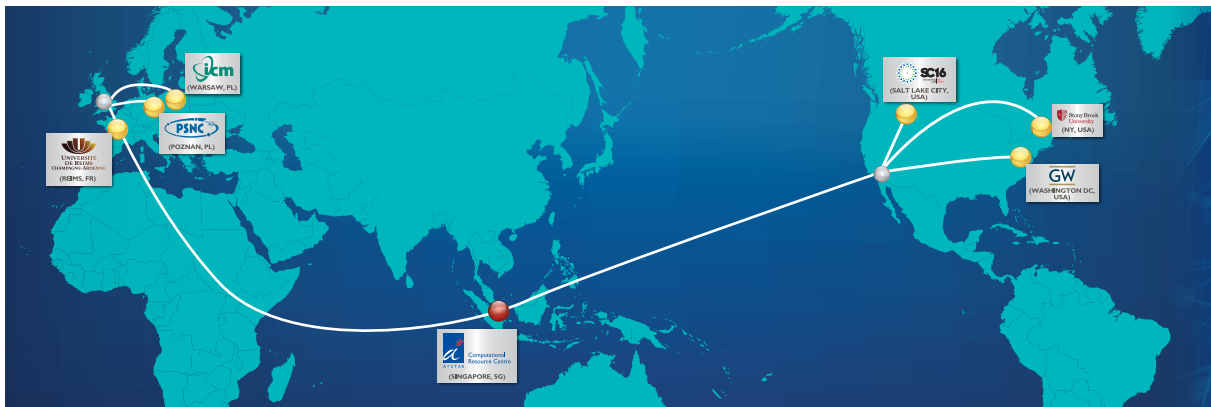 icm
(WARSAW, PL)
PSNC
(POZNAN, PL)
UNIVERSITÉ
DE REIMS
CHAMPAGNE-ARDENNE
(REIMS, FR)
A*STAR
Computational
Resource Centre
(SINGAPORE, SG)
SC16
(SALT LAKE CITY,
USA)
Stony Brook
University
(NY, USA)
GW
(WASHINGTON DC,
USA)